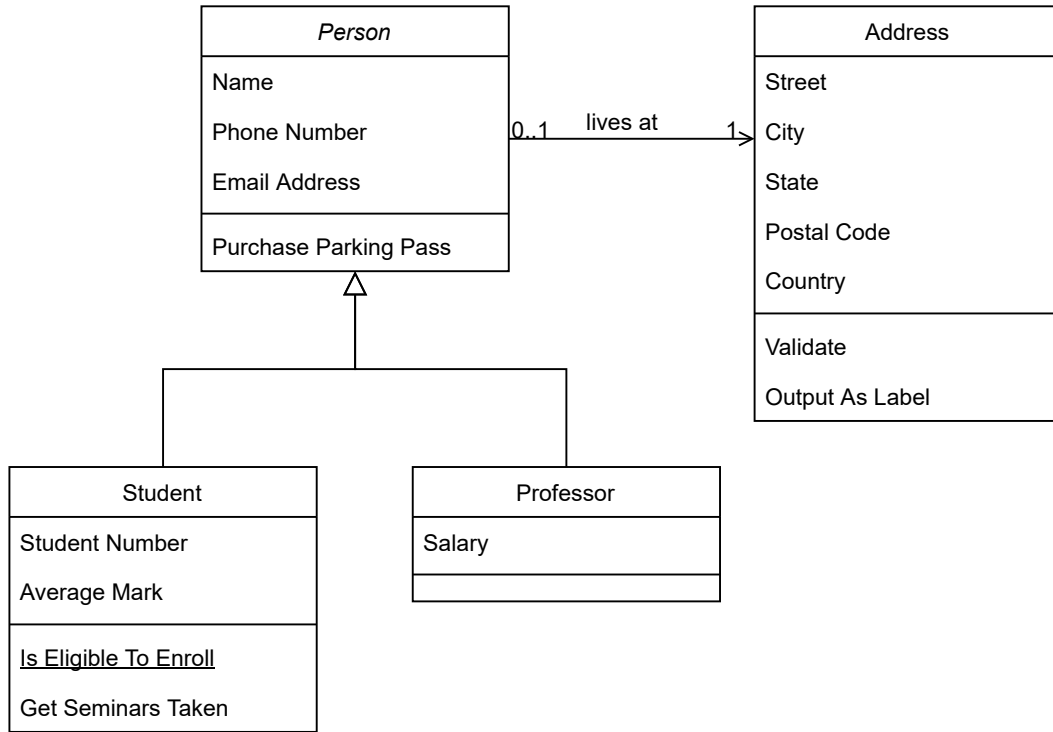 Person
Name
Phone Number
Email Address
Purchase Parking Pass
0..1
lives at
1
Address
Street
City
State
Postal Code
Country
Validate
Output As Label
Student
Student Number
Average Mark
Is Eligible To Enroll
Get Seminars Taken
Professor
Salary